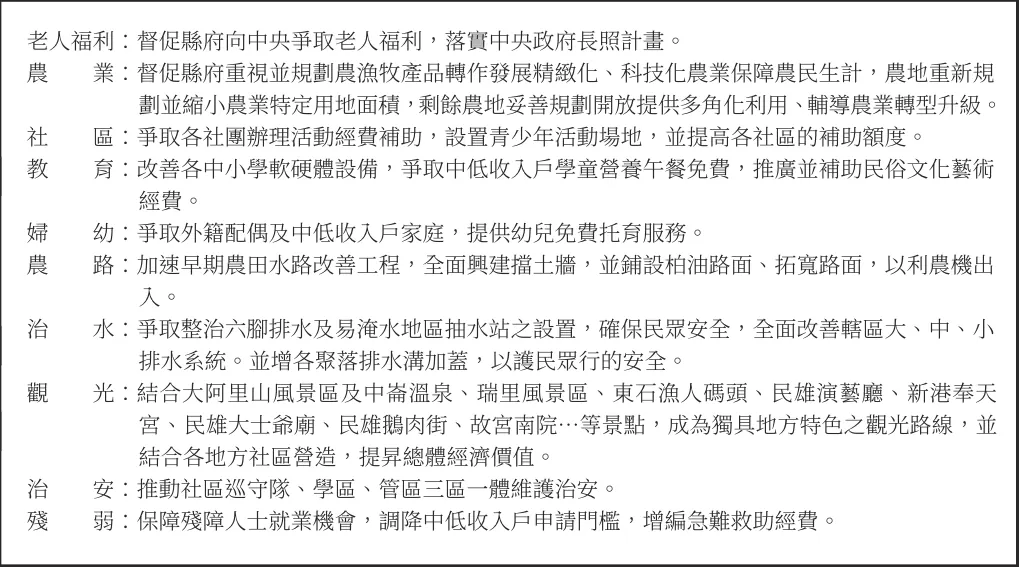 老人福利：督促縣府向中央爭取老人福利，落實中央政府長照計畫。
農　　業：督促縣府重視並規劃農漁牧產品轉作發展精緻化、科技化農業保障農民生計，農地重新規
劃並縮小農業特定用地面積，剩餘農地妥善規劃開放提供多角化利用、輔導農業轉型升級。
社　　區：爭取各社團辦理活動經費補助，設置青少年活動場地，並提高各社區的補助額度。
教　　育：改善各中小學軟硬體設備，爭取中低收入戶學童營養午餐免費，推廣並補助民俗文化藝術
經費。
婦　　幼：爭取外籍配偶及中低收入戶家庭，提供幼兒免費托育服務。
農　　路：加速早期農田水路改善工程，全面興建擋土牆，並鋪設柏油路面、拓寬路面，以利農機出
入。
治　　水：爭取整治六腳排水及易淹水地區抽水站之設置，確保民眾安全，全面改善轄區大、中、小
排水系統。並增各聚落排水溝加蓋，以護民眾行的安全。
觀　　光：結合大阿里山風景區及中崙溫泉、瑞里風景區、東石漁人碼頭、民雄演藝廳、新港奉天
宮、民雄大士爺廟、民雄鵝肉街、故宮南院…等景點，成為獨具地方特色之觀光路線，並
結合各地方社區營造，提昇總體經濟價值。
治　　安：推動社區巡守隊、學區、管區三區一體維護治安。
殘　　弱：保障殘障人士就業機會，調降中低收入戶申請門檻，增編急難救助經費。